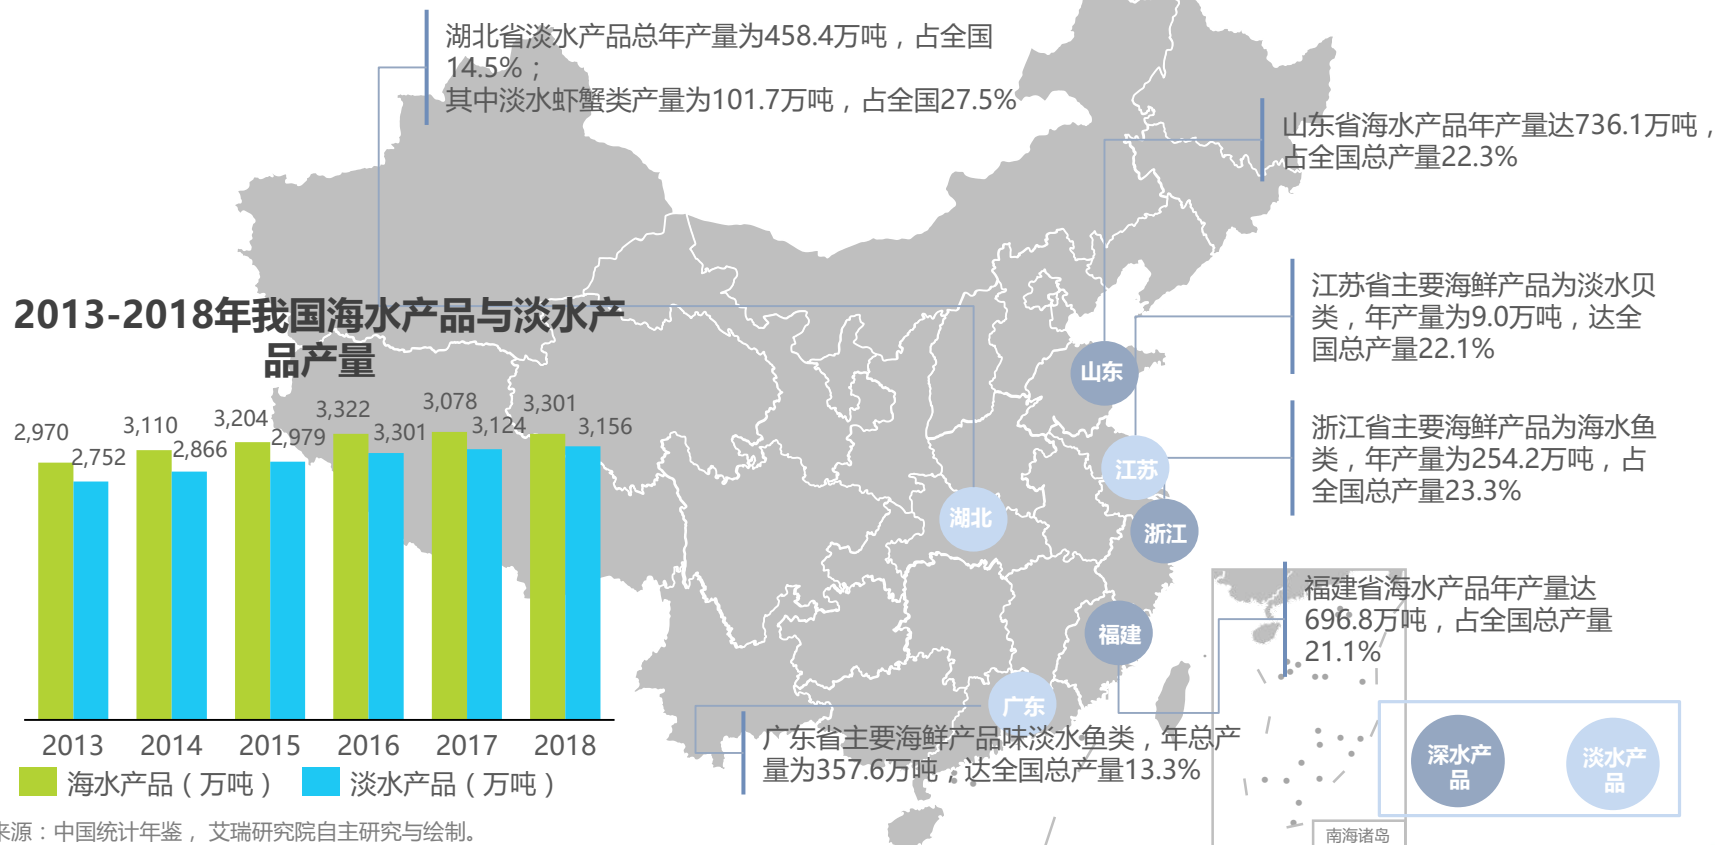 湖北省淡水产品总年产量为458.4万吨，占全国
14.5%；
其中淡水虾蟹类产量为101.7万吨，占全国27.5%
山东省海水产品年产量达736.1万吨，
占全国总产量22.3%
江苏省主要海鲜产品为淡水贝
类，年产量为9.0万吨，达全
国总产量22.1%
浙江省主要海鲜产品为海水鱼
类，年产量为254.2万吨，占
全国总产量23.3%
福建省海水产品年产量达
696.8万吨，占全国总产量
21.1%
广东省主要海鲜产品味淡水鱼类，年总产
量为357.6万吨，达全国总产量13.3%
山东
江苏
湖北
浙江
福建
广东
2013-2018年我国海水产品与淡水产
品产量
2,970
2,752
3,110
2,866
3,204
2,979
3,322
3,301
3,078
3,124
3,301
3,156
2013 2014 2015 2016 2017 2018
海水产品（万吨） 淡水产品（万吨）
深水产
品
淡水产
品
南海诸岛
来源：中国统计年鉴， 艾瑞研究院自主研究与绘制。